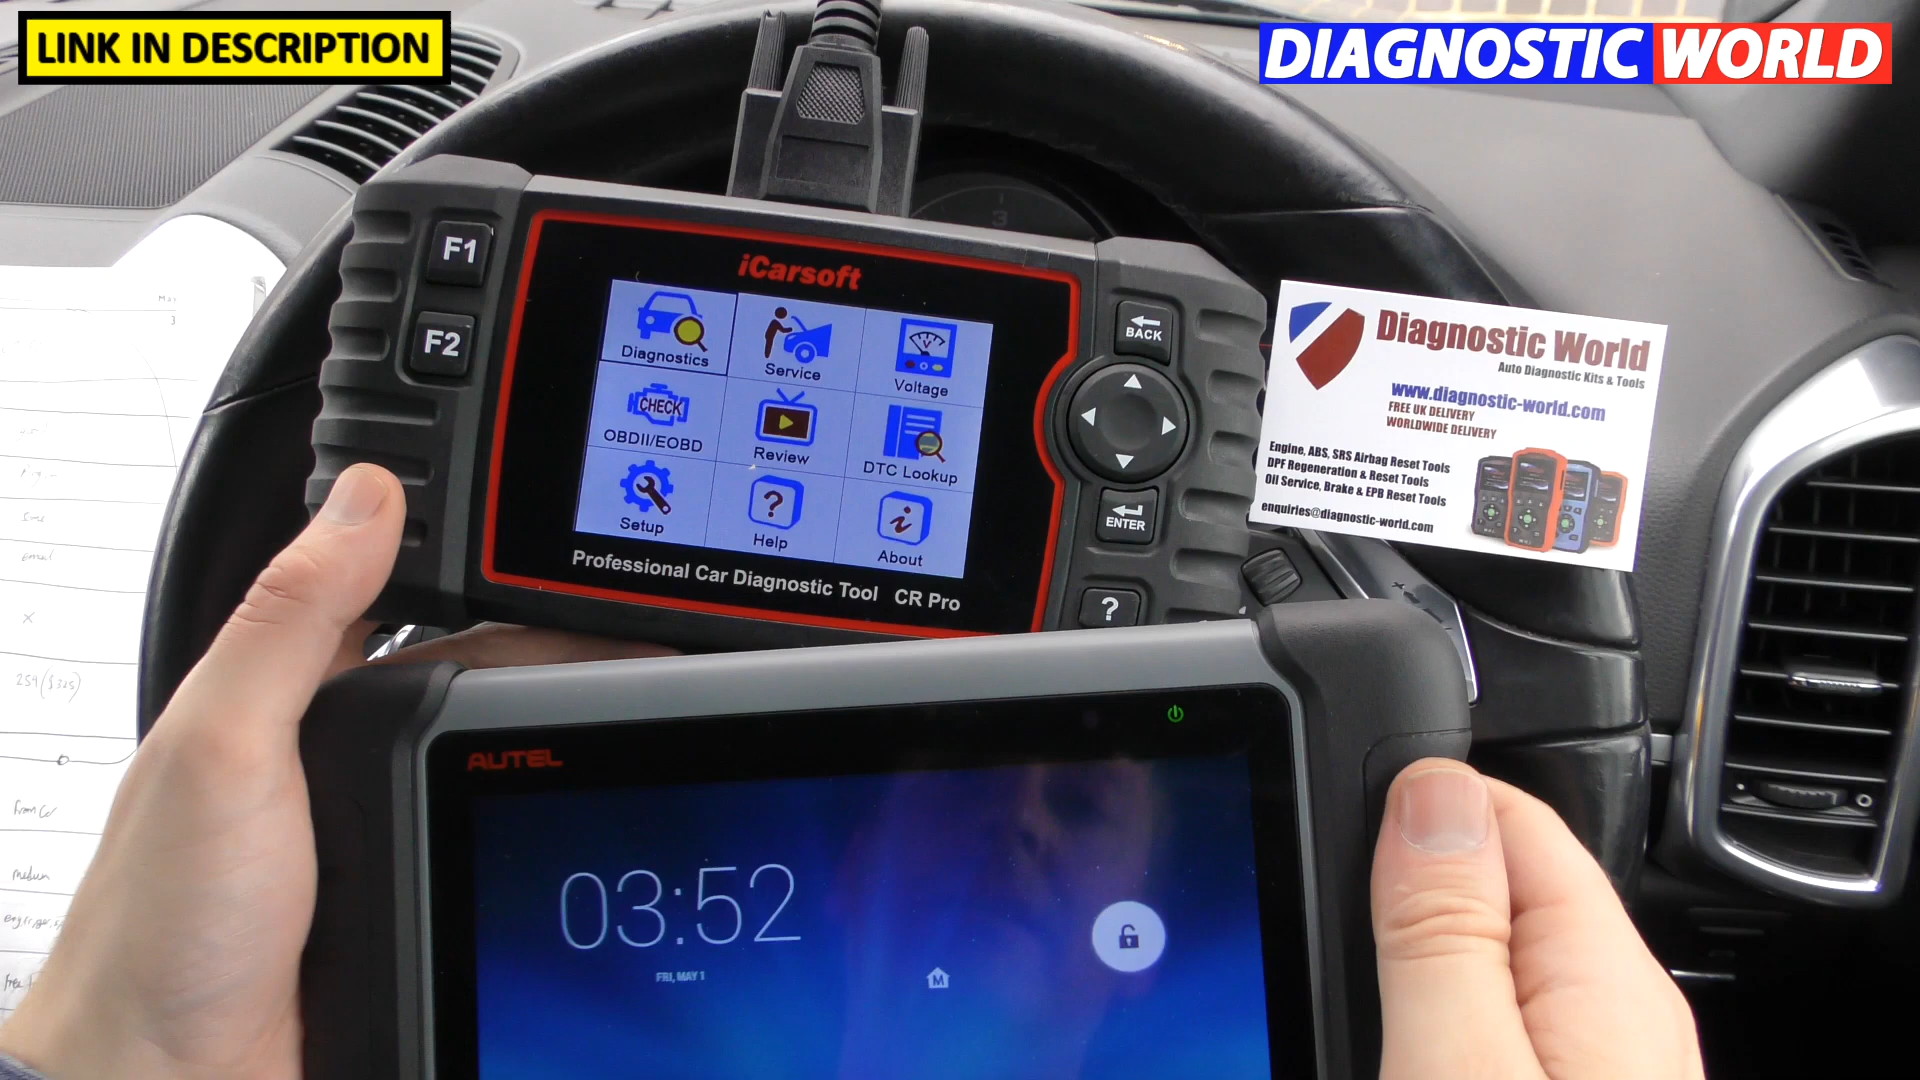 LINK IN DESCRIPTION
DIAGNOSTIC WORLD
F1
F2
iCarsoft
Diagnostics
Service
Voltage
CHECK
OBDII/EOBD
Review
DTC Lookup
Setup
?
Help
i
About
Professional Car Diagnostic Tool CR Pro
BACK
ENTER
?
Diagnostic World
Auto Diagnostic Kits & Tools
www.diagnostic-world.com
FREE UK DELIVERY
WORLDWIDE DELIVERY
Engine, ABS, SRS Airbag Reset Tools
DPF Regeneration & Reset Tools
Oil Service, Brake & EPB Reset Tools
enquiries@diagnostic-world.com
AUTEL
03:52
FRI, MAY 1
M
May
3
medium